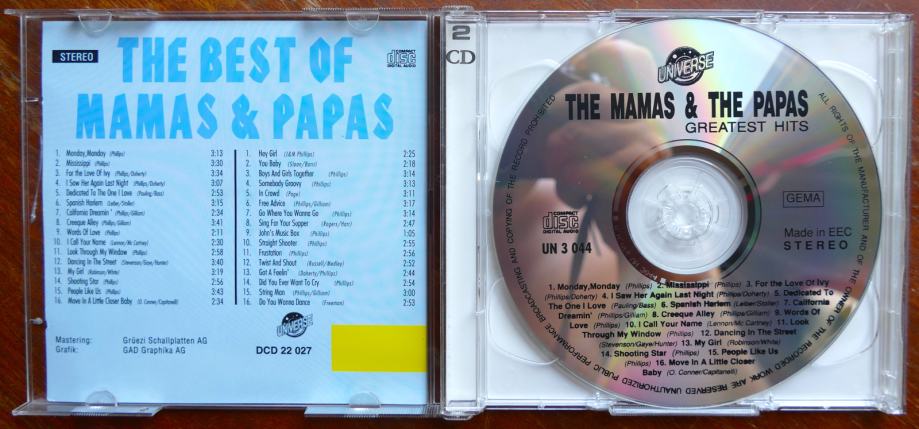 STEREO
THE BEST OF
COMPACT
disc
DIGITAL AUDIO
MAMAS & PAPAS
1. Monday,Monday (Phillips) 3:13
2. Mississippi (Phillips) 3:30
3. For the Love Of Ivy (Phillips/Doherty) 3:34
4. I Saw Her Again Last Night (Phillips/Doherty) 3:07
5. Dedicated To The One I Love (Pauling/Bass) 2:53
6. Spanish Harlem (Leiber/Stoller) 3:15
7. California Dreamin' (Phillips/Gilliam) 2:34
8. Creeque Alley (Phillips/Gilliam) 3:41
9. Words Of Love (Phillips) 2:11
10. I Call Your Name (Lennon/Mc Cartney) 2:30
11. Look Through My Window (Phillips) 2:58
12. Dancing In The Street (Stevenson/Gaye/Hunter) 3:40
13. My Girl (Robinson/White) 3:19
14. Shooting Star (Phillips) 2:56
15. People Like Us (Phillips) 3:43
16. Move In A Little Closer Baby (O. Conner/Capitanelli) 2:34
1. Hey Girl (J&M Phillips) 2:25
2. You Baby (Sloan/Barri) 2:18
3. Boys And Girls Together (Phillips) 3:14
4. Somebody Groovy (Phillips) 3:13
5. In Crowd (Page) 3:11
6. Free Advice (Phillips/Gilliam) 3:17
7. Go Where You Wanna Go (Phillips) 3:14
8. Sing For Your Supper (Rogers/Hart) 2:47
9. John's Music Box (Phillips) 1:05
10. Straight Shooter (Phillips) 2:55
11. Frustation (Phillips) 2:56
12. Twist And Shout (Russell/Medley) 2:52
13. Got A Feelin' (Doherty/Phillips) 2:44
14. Did You Ever Want To Cry (Phillips) 2:54
15. String Man (Phillips/Gilliam) 3:00
16. Do You Wanna Dance (Freeman) 2:53
UNIVERSE
Mastering: Grüezi Schallplatten AG
Grafik: GAD Graphika AG
DCD 22 027
2
CD
UNIVERSE
THE MAMAS & THE PAPAS
GREATEST HITS
GEMA
COMPACT
disc
DIGITAL AUDIO
UN 3 044
Made in EEC
STEREO
1. Monday,Monday (Phillips) 2. Mississippi (Phillips) 3. For the Love Of Ivy
(Phillips/Doherty) 4. I Saw Her Again Last Night (Phillips/Doherty) 5. Dedicated To
The One I Love (Pauling/Bass) 6. Spanish Harlem (Leiber/Stoller) 7. California
Dreamin' (Phillips/Gilliam) 8. Creeque Alley (Phillips/Gilliam) 9. Words Of
Love (Phillips) 10. I Call Your Name (Lennon/Mc Cartney) 11. Look
Through My Window (Phillips) 12. Dancing In The Street
(Stevenson/Gaye/Hunter) 13. My Girl (Robinson/White)
14. Shooting Star (Phillips) 15. People Like Us
(Phillips) 16. Move In A Little Closer
Baby (O. Conner/Capitanelli)
ALL RIGHTS OF THE MANUFACTURER AND OF THE OWNER OF THE RECORDED WORK ARE RESERVED UNAUTHORIZED PUBLIC PERFORMANCE BROADCASTING AND COPYING OF THE RECORD PROHIBITED